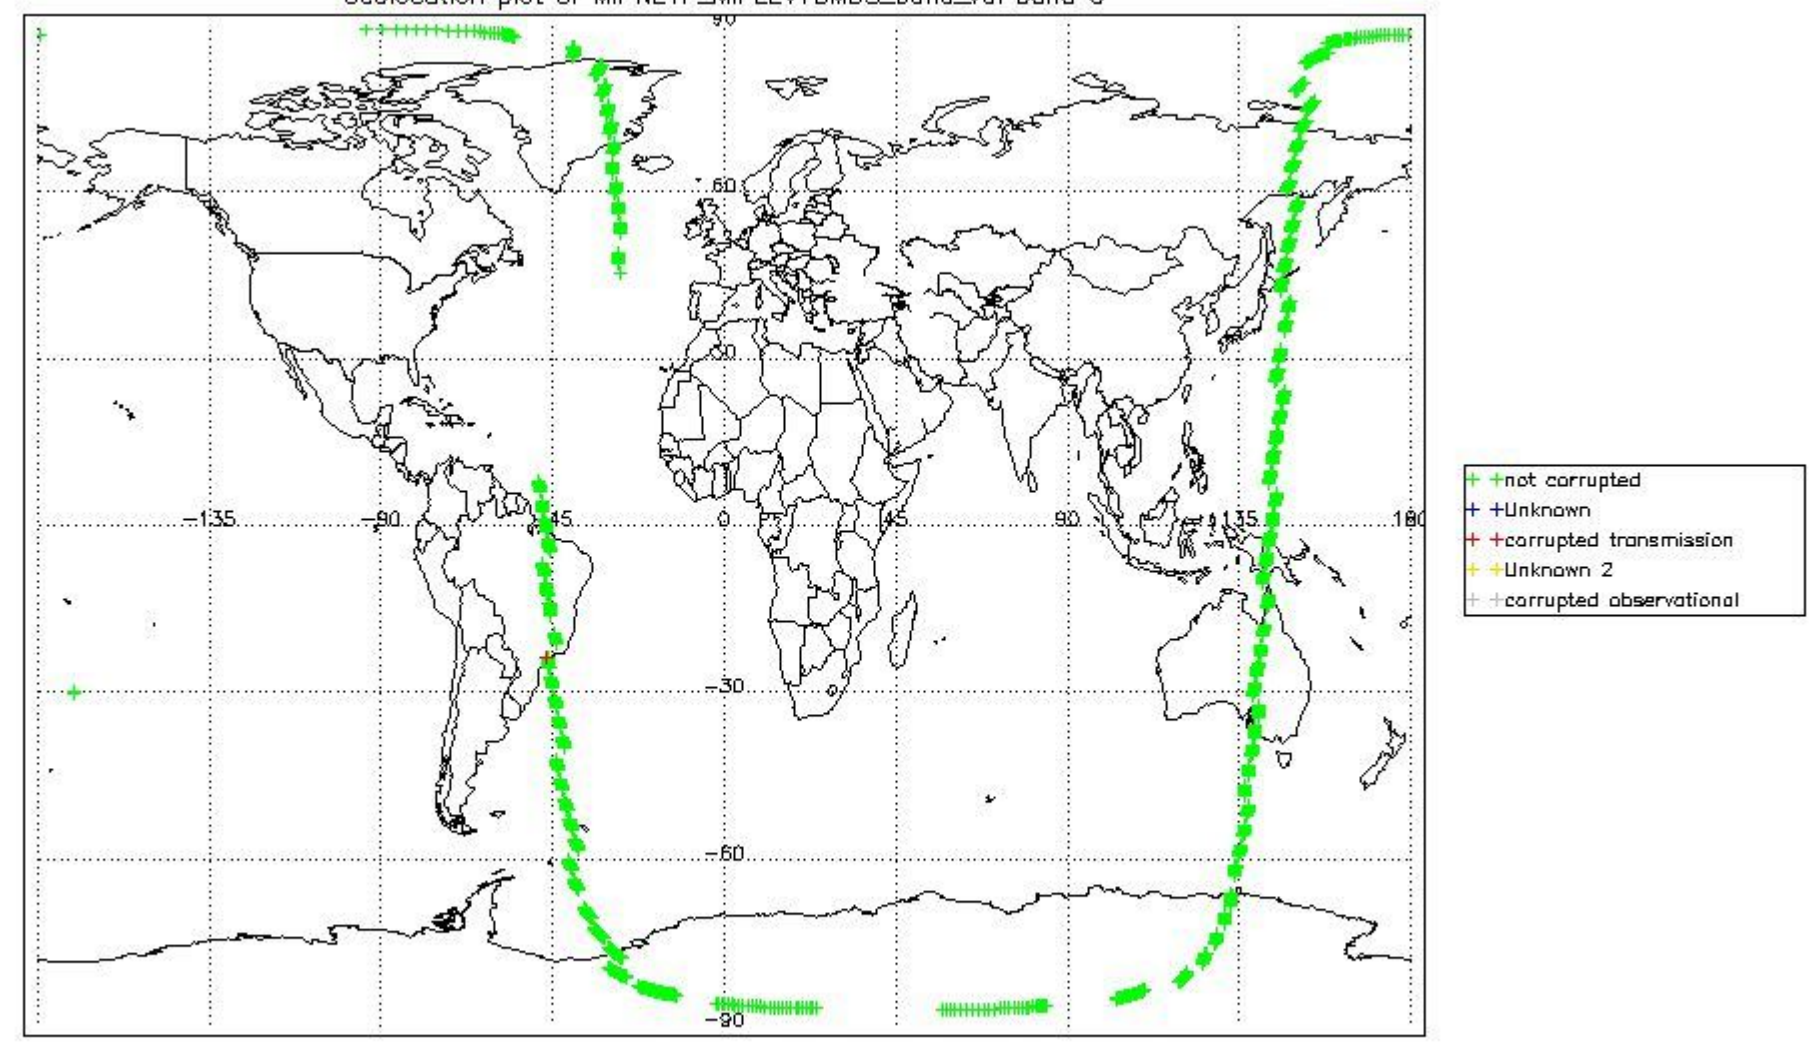 90
60
30
-135 -90 -45 0 45 90 135 180
-30
-60
-90
not corrupted
Unknown
corrupted transmission
Unknown 2
corrupted observational